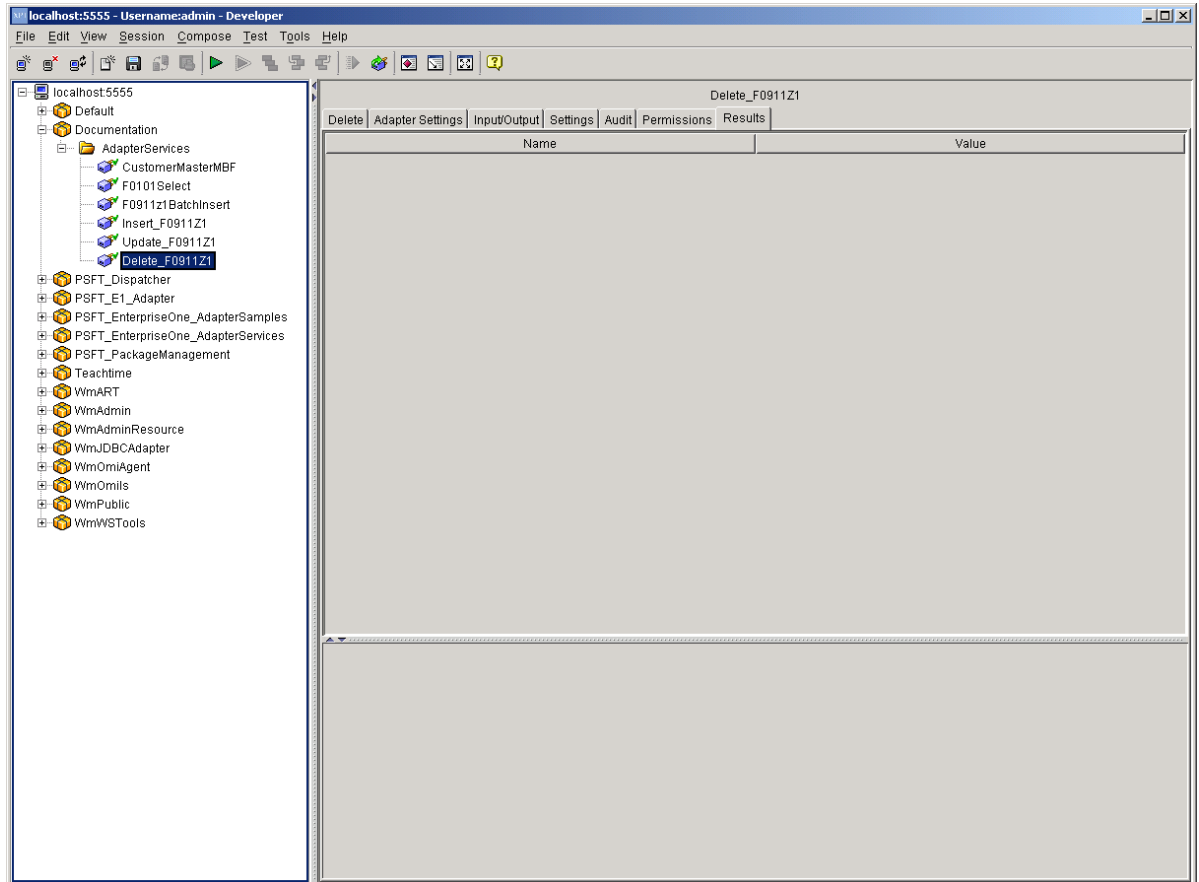 localhost:5555 - Username:admin - Developer
File Edit View Session Compose Test Tools Help
localhost:5555
Default
Documentation
AdapterServices
CustomerMasterMBF
F0101Select
F0911z1BatchInsert
Insert_F0911Z1
Update_F0911Z1
Delete_F0911Z1
PSFT_Dispatcher
PSFT_E1_Adapter
PSFT_EnterpriseOne_AdapterSamples
PSFT_EnterpriseOne_AdapterServices
PSFT_PackageManagement
Teachtime
WmART
WmAdmin
WmAdminResource
WmJDBCAdapter
WmOmiAgent
WmOmils
WmPublic
WmWSTools
Delete_F0911Z1
Delete Adapter Settings Input/Output Settings Audit Permissions Results
Name Value